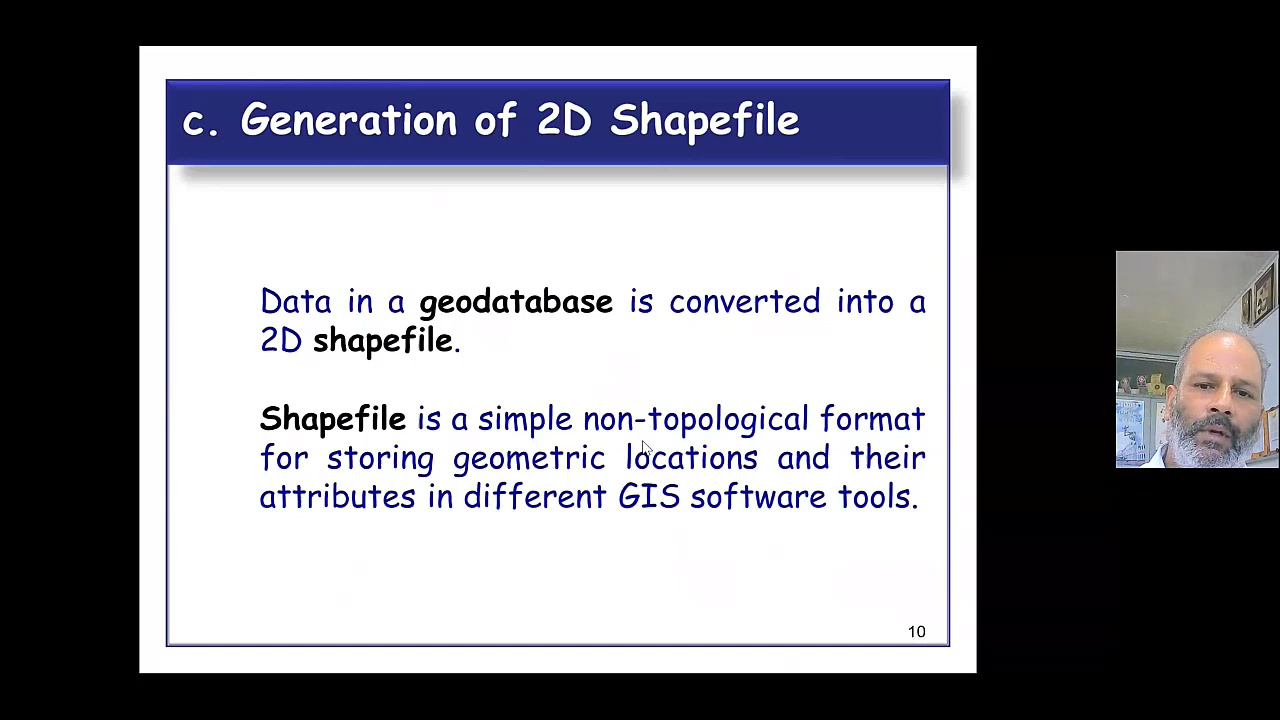 c. Generation of 2D Shapefile
Data in a geodatabase is converted into a
2D shapefile.
Shapefile is a simple non-topological format
for storing geometric locations and their
attributes in different GIS software tools.
10